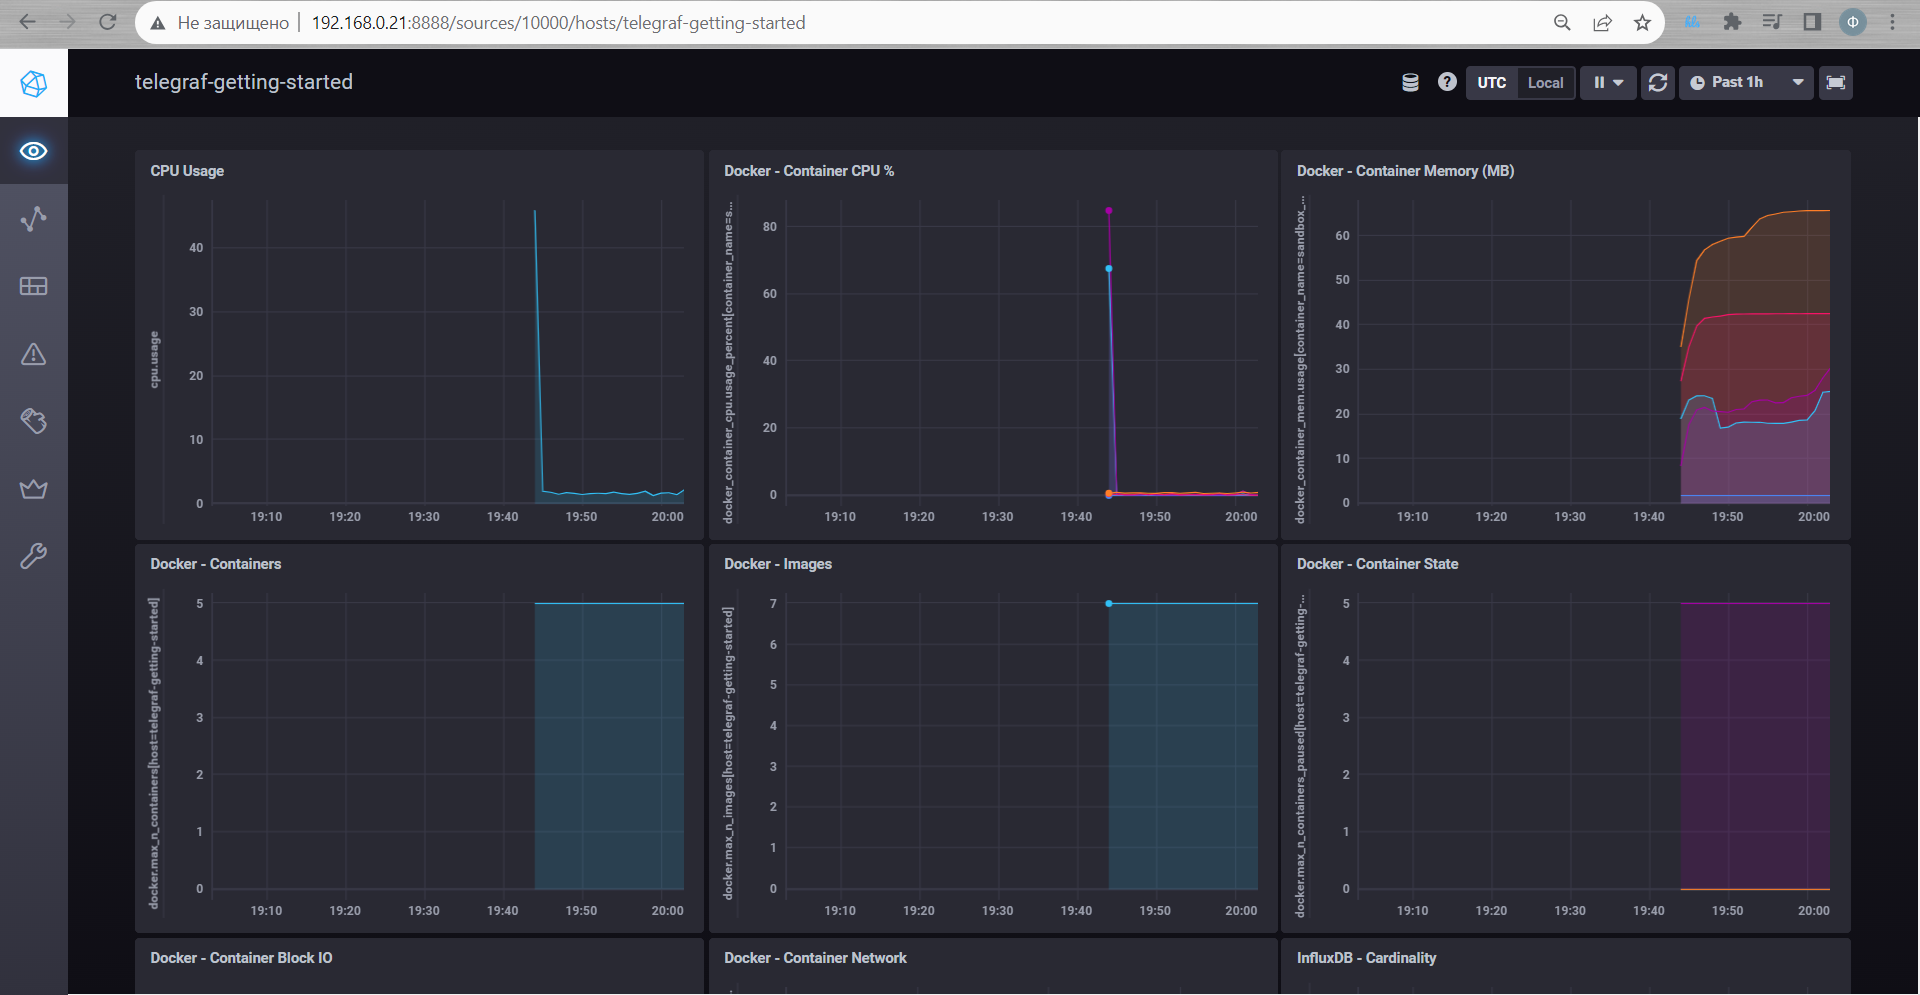 Не защищено
192.168.0.21:8888/sources/10000/hosts/telegraf-getting-started
Ф
telegraf-getting-started
?
UTC
Local
Past 1h
CPU Usage
cpu.usage
40
30
20
10
0
19:10 19:20 19:30 19:40 19:50 20:00
Docker - Container CPU %
docker_container_cpu.usage_percent[container_name=s...
80
60
40
20
0
19:10 19:20 19:30 19:40 19:50 20:00
Docker - Container Memory (MB)
docker_container_mem.usage[container_name=sandbox_...
60
50
40
30
20
10
0
19:10 19:20 19:30 19:40 19:50 20:00
Docker - Containers
docker.max_n_containers[host=telegraf-getting-started]
5
4
3
2
1
0
19:10 19:20 19:30 19:40 19:50 20:00
Docker - Images
docker.max_n_images[host=telegraf-getting-started]
7
6
5
4
3
2
1
0
19:10 19:20 19:30 19:40 19:50 20:00
Docker - Container State
docker.max_n_containers_paused[host=telegraf-getting-...
5
4
3
2
1
0
19:10 19:20 19:30 19:40 19:50 20:00
Docker - Container Block IO
Docker - Container Network
InfluxDB - Cardinality